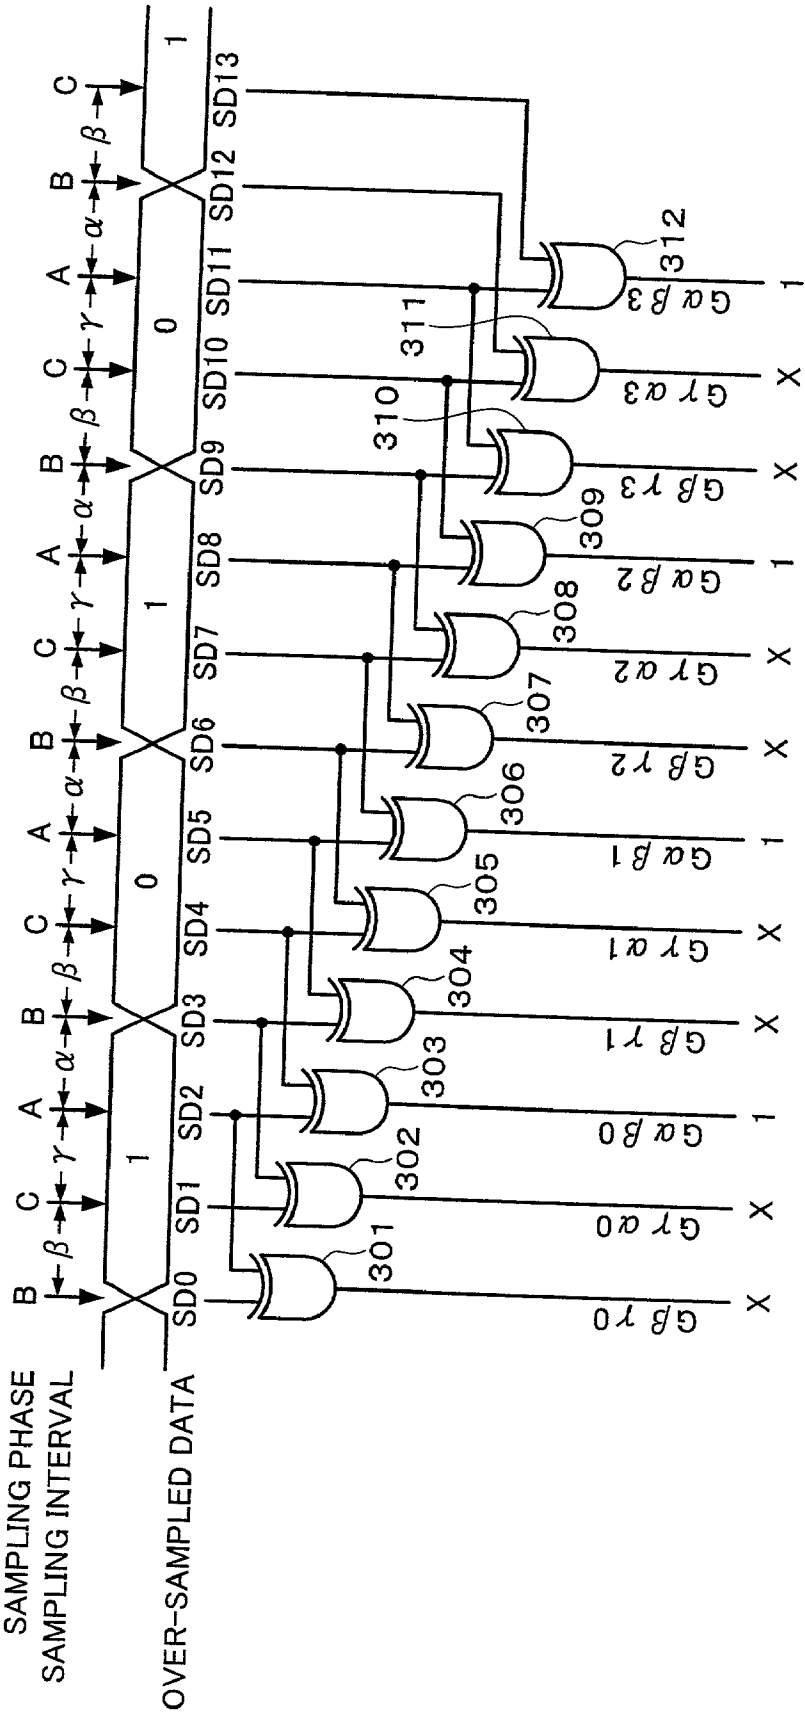 SAMPLING PHASE B C A B C A B C A B C A B C
SAMPLING INTERVAL β γ α β γ α β γ α β γ α β
1 0 1 0 1
OVER-SAMPLED DATA SD0 SD1 SD2 SD3 SD4 SD5 SD6 SD7 SD8 SD9 SD10 SD11 SD12 SD13
301 302 303 304 305 306 307 308 309 310 311 312
Gβγ0 Gγα0 Gαβ0 Gβγ1 Gγα1 Gαβ1 Gβγ2 Gγα2 Gαβ2 Gβγ3 Gγα3 Gαβ3
X X 1 X X 1 X X 1 X X 1